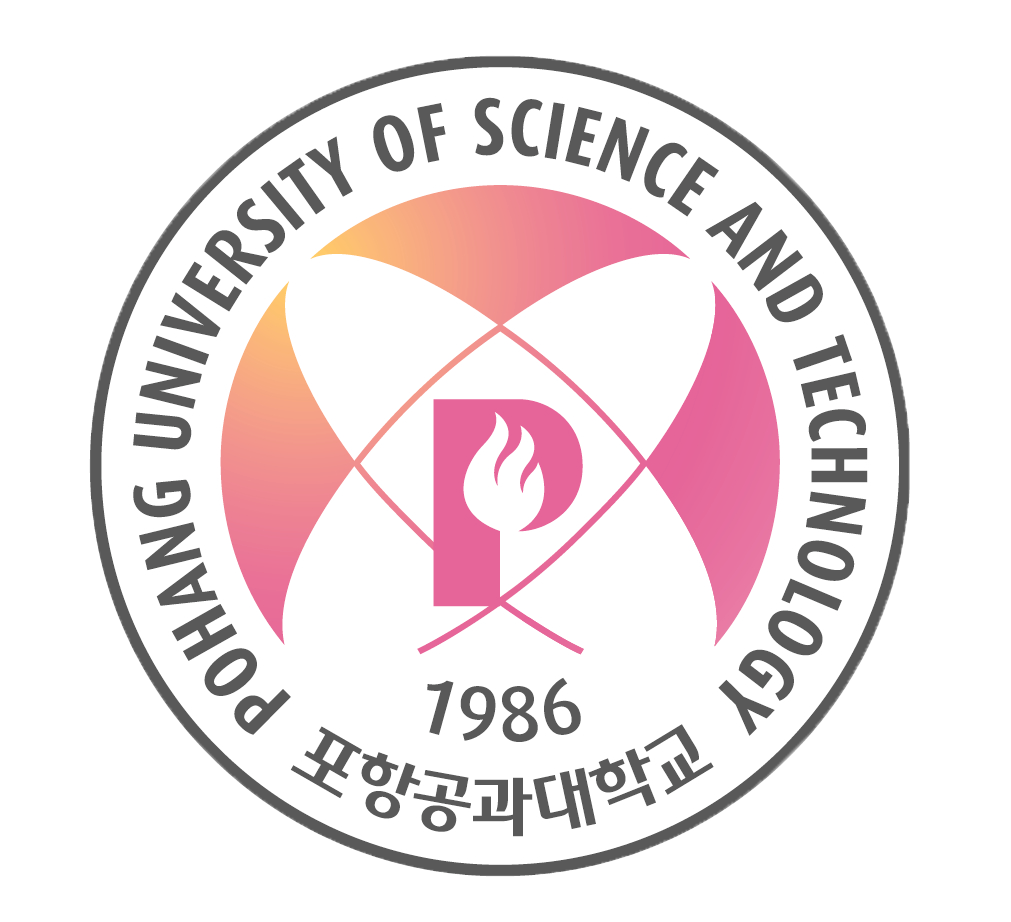 POHANG UNIVERSITY OF SCIENCE AND TECHNOLOGY
P
1986
포항공과대학교